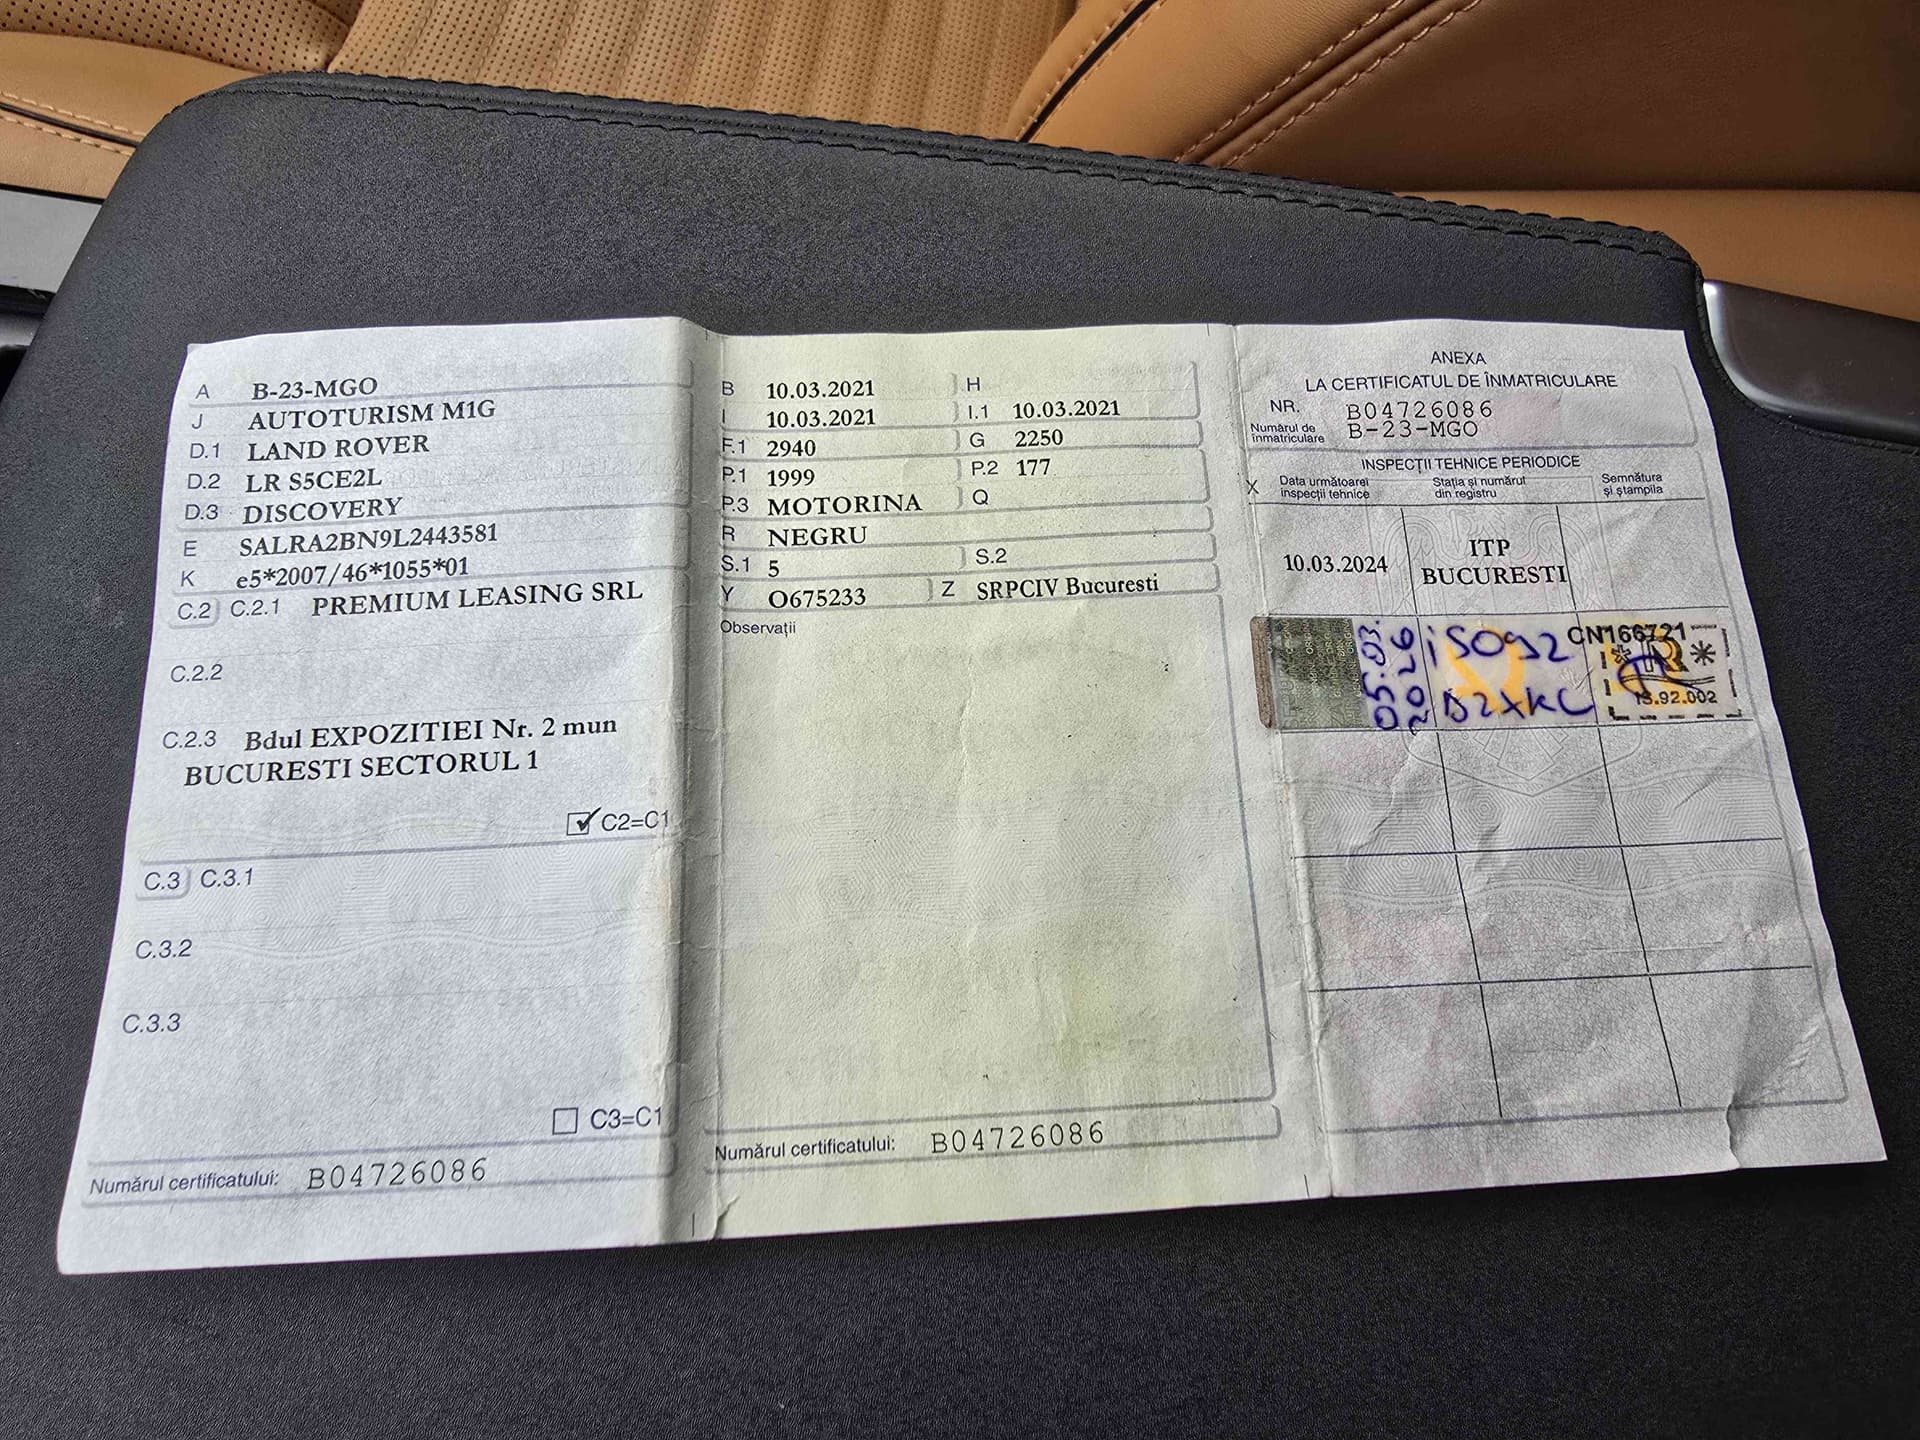 A B-23-MGO
J AUTOTURISM M1G
D.1 LAND ROVER
D.2 LR S5CE2L
D.3 DISCOVERY
E SALRA2BN9L2443581
K e5*2007/46*1055*01
C.2 C.2.1 PREMIUM LEASING SRL
C.2.2
C.2.3 Bdul EXPOZITIEI Nr. 2 mun
BUCURESTI SECTORUL 1
C2=C1
C.3 C.3.1
C.3.2
C.3.3
C3=C1
Numărul certificatului: B04726086
B 10.03.2021 H
I 10.03.2021 I.1 10.03.2021
F.1 2940 G 2250
P.1 1999 P.2 177
P.3 MOTORINA Q
R NEGRU
S.1 5 S.2
Y O675233 Z SRPCIV Bucuresti
Observații
Numărul certificatului: B04726086
ANEXA
LA CERTIFICATUL DE ÎNMATRICULARE
NR. B04726086
Numărul de înmatriculare B-23-MGO
INSPECȚII TEHNICE PERIODICE
X Data următoarei inspecții tehnice Stația și numărul din registru Semnătura și ștampila
10.03.2024 ITP BUCURESTI
05.03.2026 iS092 CN166721
BZXKC IS.92.002